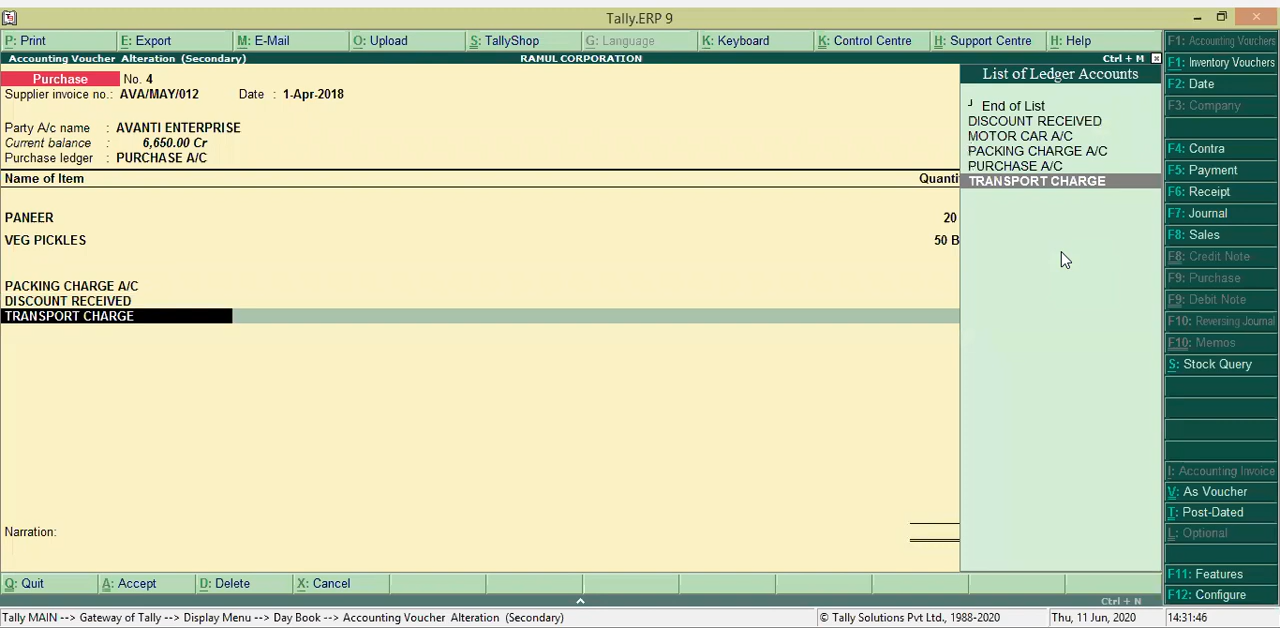 Tally.ERP 9
P: Print E: Export M: E-Mail O: Upload S: TallyShop G: Language K: Keyboard K: Control Centre H: Support Centre H: Help
Accounting Voucher Alteration (Secondary) RAMUL CORPORATION Ctrl + M
Purchase No. 4
Supplier invoice no.: AVA/MAY/012 Date : 1-Apr-2018
Party A/c name : AVANTI ENTERPRISE
Current balance : 6,650.00 Cr
Purchase ledger : PURCHASE A/C
Name of Item Quanti
PANEER 20
VEG PICKLES 50 B
PACKING CHARGE A/C
DISCOUNT RECEIVED
TRANSPORT CHARGE
Narration:
List of Ledger Accounts
End of List
DISCOUNT RECEIVED
MOTOR CAR A/C
PACKING CHARGE A/C
PURCHASE A/C
TRANSPORT CHARGE
F1: Accounting Vouchers
F1: Inventory Vouchers
F2: Date
F3: Company
F4: Contra
F5: Payment
F6: Receipt
F7: Journal
F8: Sales
F8: Credit Note
F9: Purchase
F9: Debit Note
F10: Reversing Journal
F10: Memos
S: Stock Query
I: Accounting Invoice
V: As Voucher
T: Post-Dated
L: Optional
F11: Features
F12: Configure
Q: Quit A: Accept D: Delete X: Cancel
Ctrl + N
Tally MAIN --> Gateway of Tally --> Display Menu --> Day Book --> Accounting Voucher Alteration (Secondary) © Tally Solutions Pvt Ltd., 1988-2020 Thu, 11 Jun, 2020 14:31:46